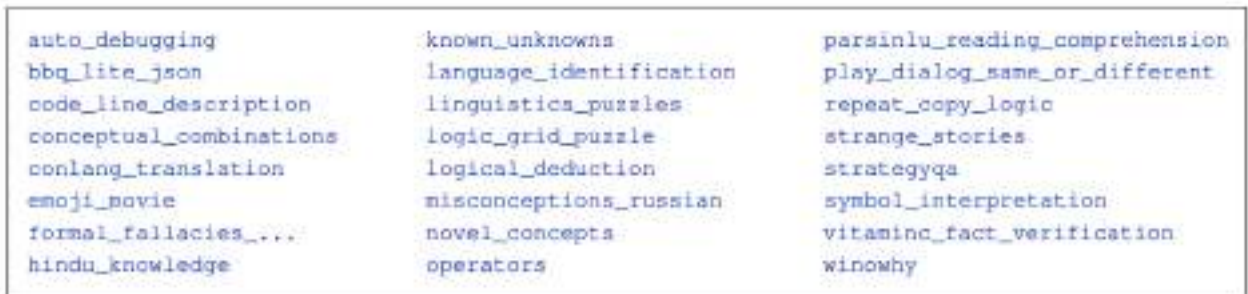 auto_debugging known_unknowns parsinlu_reading_comprehension
bbq_lite_json language_identification play_dialog_same_or_different
code_line_description linguistics_puzzles repeat_copy_logic
conceptual_combinations logic_grid_puzzle strange_stories
conlang_translation logical_deduction strategyqa
emoji_movie misconceptions_russian symbol_interpretation
formal_fallacies_... novel_concepts vitaminc_fact_verification
hindu_knowledge operators winowhy